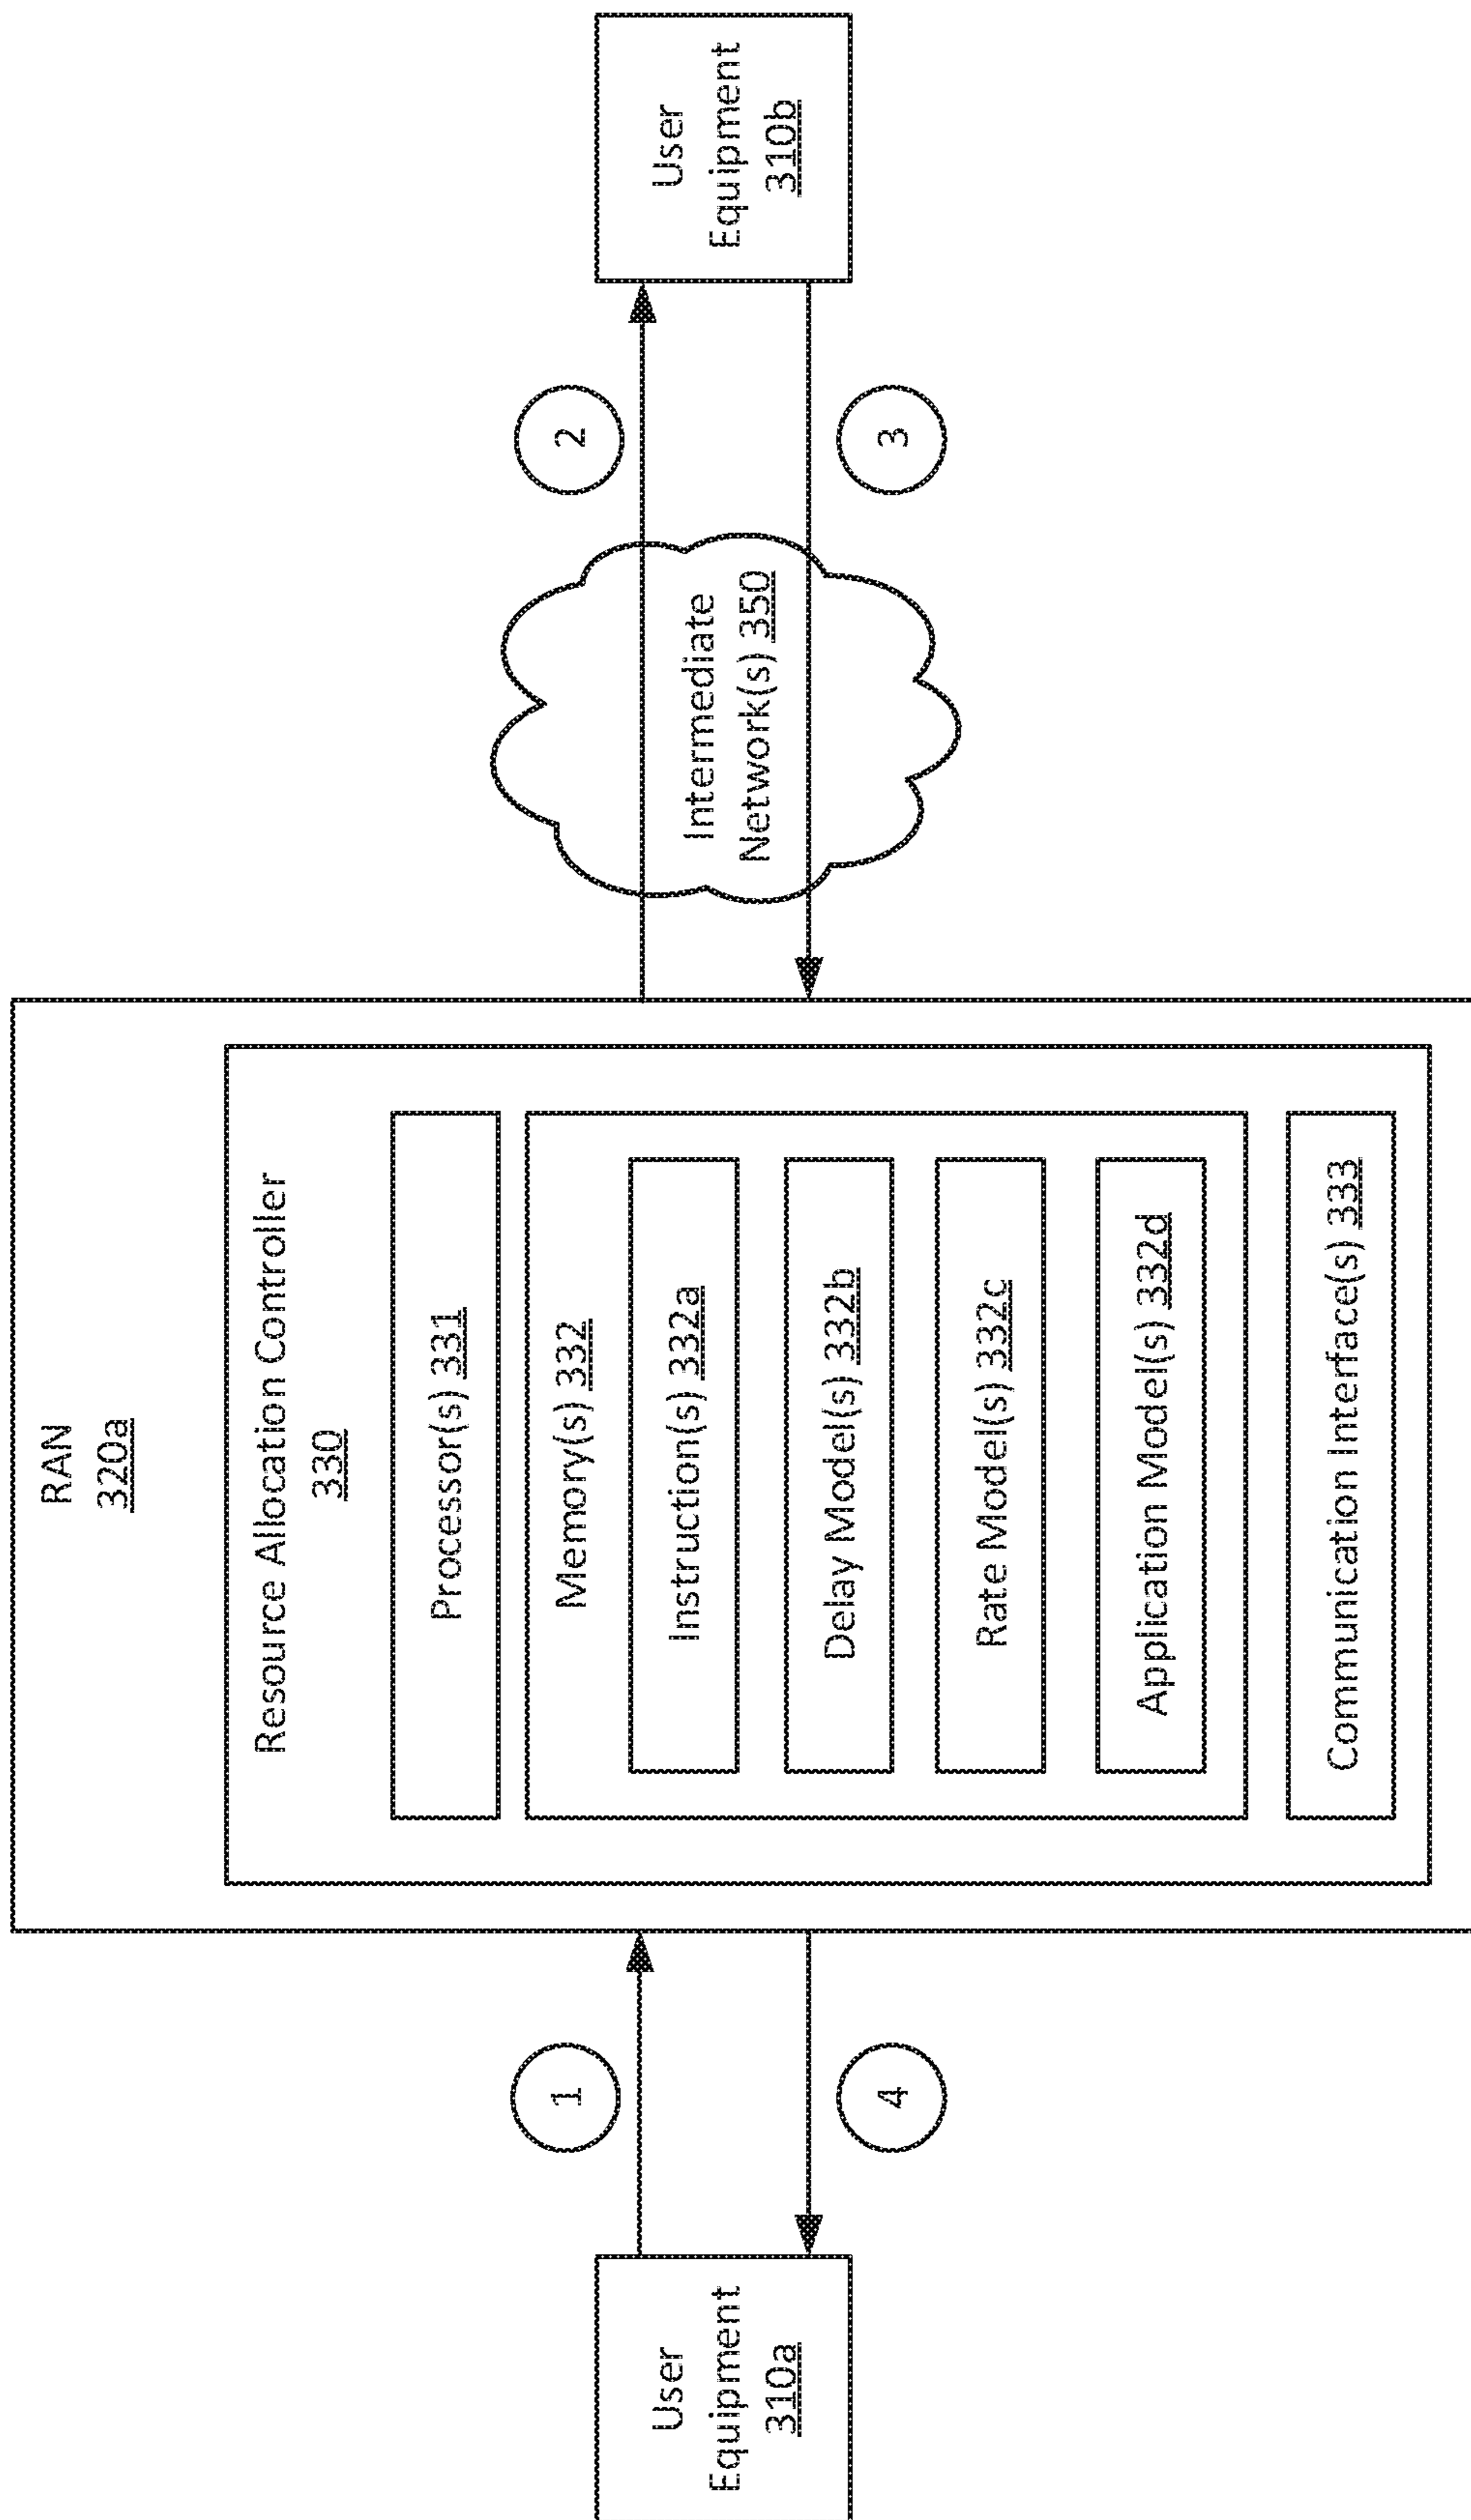 User
Equipment
310a
1
4
RAN
320a
Resource Allocation Controller
330
Processor(s) 331
Memory(s) 332
Instruction(s) 332a
Delay Model(s) 332b
Rate Model(s) 332c
Application Model(s) 332d
Communication Interface(s) 333
Intermediate
Network(s) 350
2
3
User
Equipment
310b